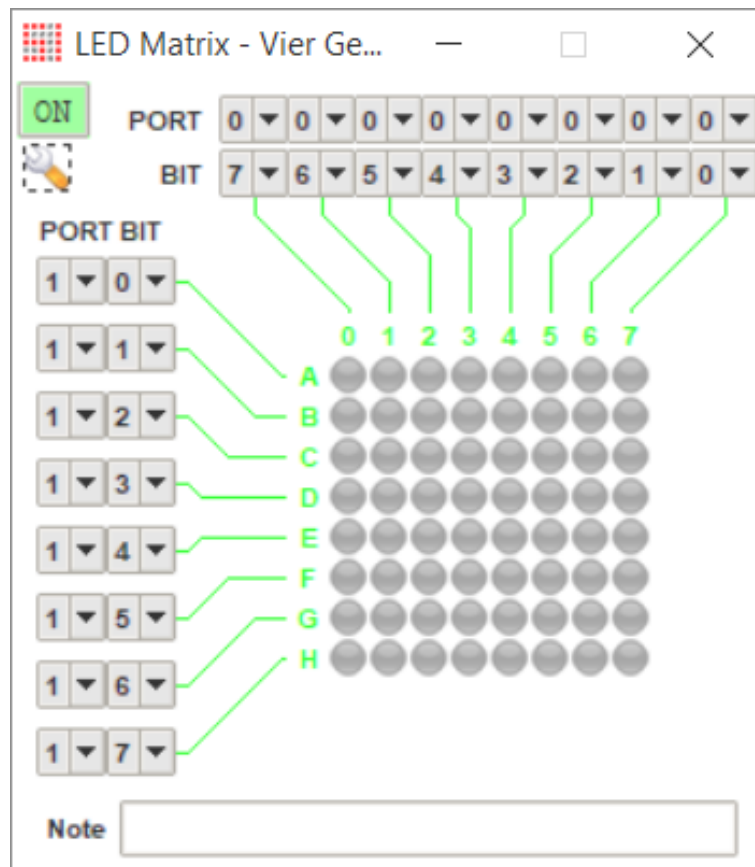 LED Matrix - Vier Ge...
ON
PORT 0 0 0 0 0 0 0 0
BIT 7 6 5 4 3 2 1 0
PORT BIT
1 0
0 1 2 3 4 5 6 7
A
1 1
B
1 2
C
1 3
D
1 4
E
F
1 5
G
H
1 6
1 7
Note